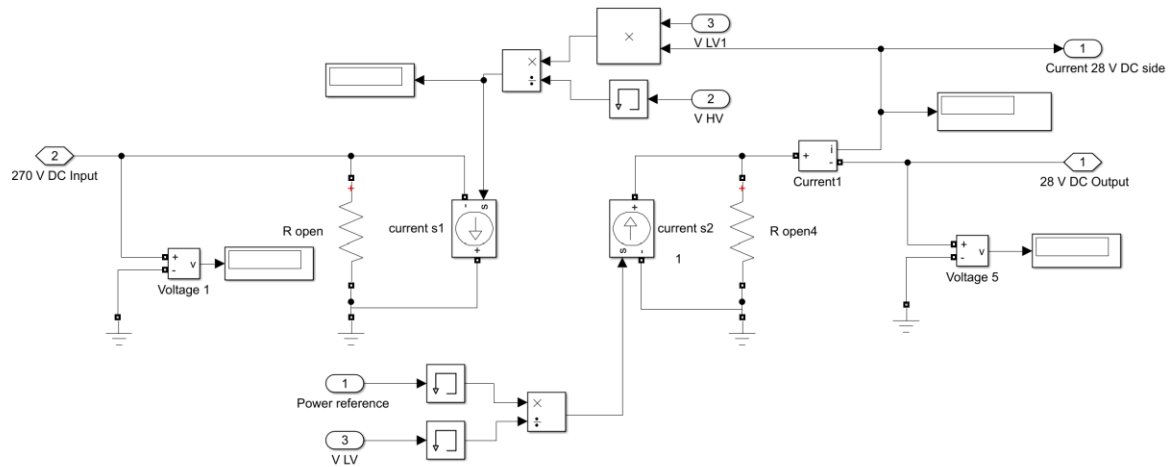 3
V LV1
×
×
÷
2
V HV
1
Current 28 V DC side
2
270 V DC Input
+
R open
-
s
current s1
+
+
-
v
Voltage 1
+
s
-
current s2
1
+
R open4
+
i
-
Current1
1
28 V DC Output
+
-
v
Voltage 5
1
Power reference
×
÷
3
V LV